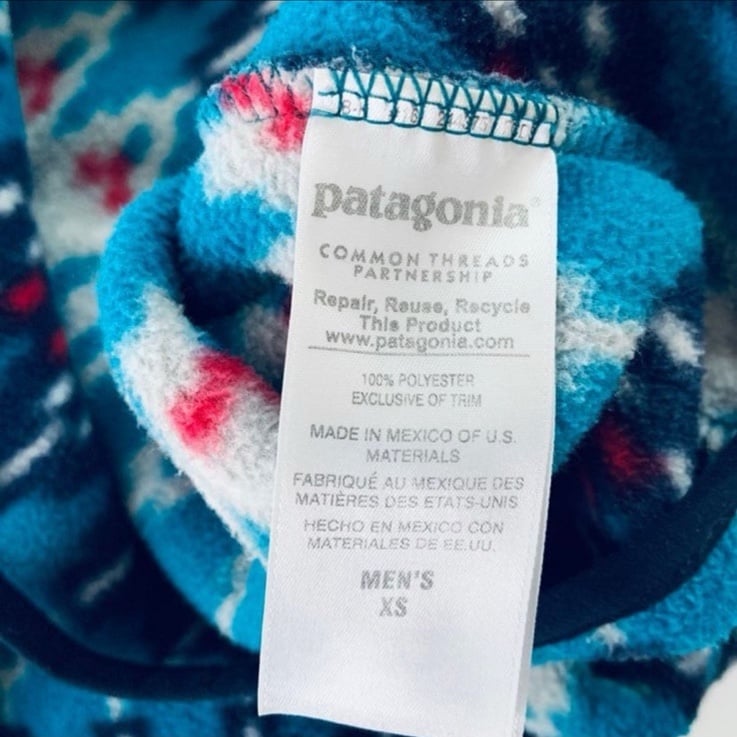 patagonia®
COMMON THREADS
PARTNERSHIP
Repair, Reuse, Recycle
This Product
www.patagonia.com
100% POLYESTER
EXCLUSIVE OF TRIM
MADE IN MEXICO OF U.S.
MATERIALS
FABRIQUÉ AU MEXIQUE DES
MATIÈRES DES ETATS-UNIS
HECHO EN MEXICO CON
MATERIALES DE EE.UU.
MEN'S
XS